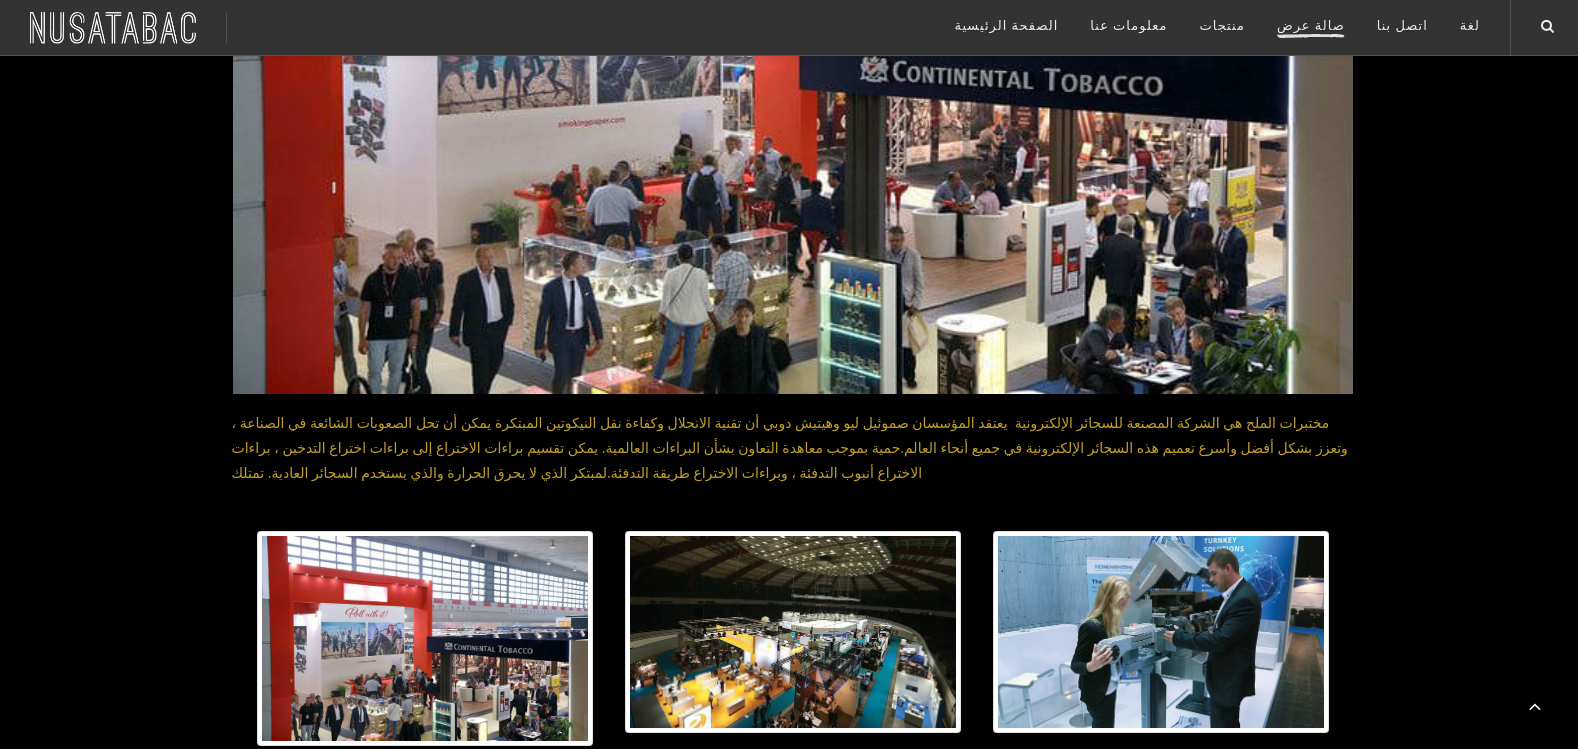 NUSATABAC
الصفحة الرئيسية
معلومات عنا
منتجات
صالة عرض
اتصل بنا
لغة
CONTINENTAL TOBACCO
smokingpaper.com
مختبرات الملح هي الشركة المصنعة للسجائر الإلكترونية  يعتقد المؤسسان صموئيل ليو وهيتيش دوبي أن تقنية الانحلال وكفاءة نقل النيكوتين المبتكرة يمكن أن تحل الصعوبات الشائعة في الصناعة ،
وتعزز بشكل أفضل وأسرع تعميم هذه السجائر الإلكترونية في جميع أنحاء العالم.حمية بموجب معاهدة التعاون بشأن البراءات العالمية. يمكن تقسيم براءات الاختراع إلى براءات اختراع التدخين ، براءات
الاختراع أنبوب التدفئة ، وبراءات الاختراع طريقة التدفئة.لمبتكر الذي لا يحرق الحرارة والذي يستخدم السجائر العادية. تمتلك
Roll with it!
CONTINENTAL TOBACCO
TURNKEY
SOLUTIONS